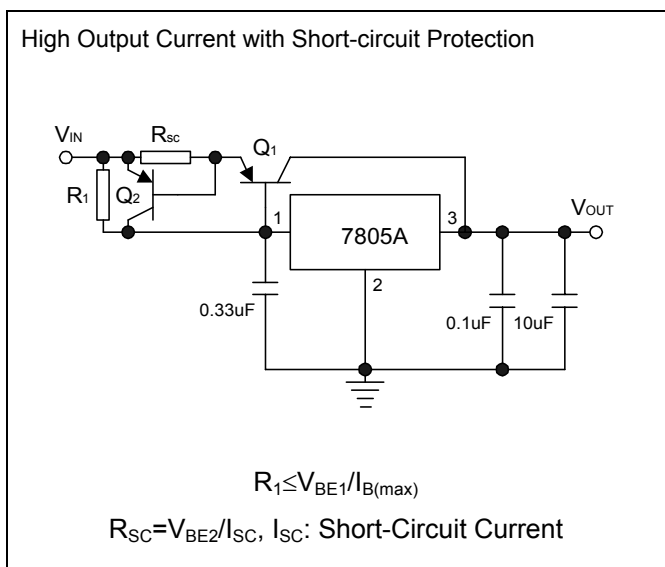 High Output Current with Short-circuit Protection
VIN
Rsc
Q1
R1
Q2
1
7805A
3
VOUT
2
0.33uF
0.1uF
10uF
R1≤VBE1/IB(max)
RSC=VBE2/ISC, ISC: Short-Circuit Current